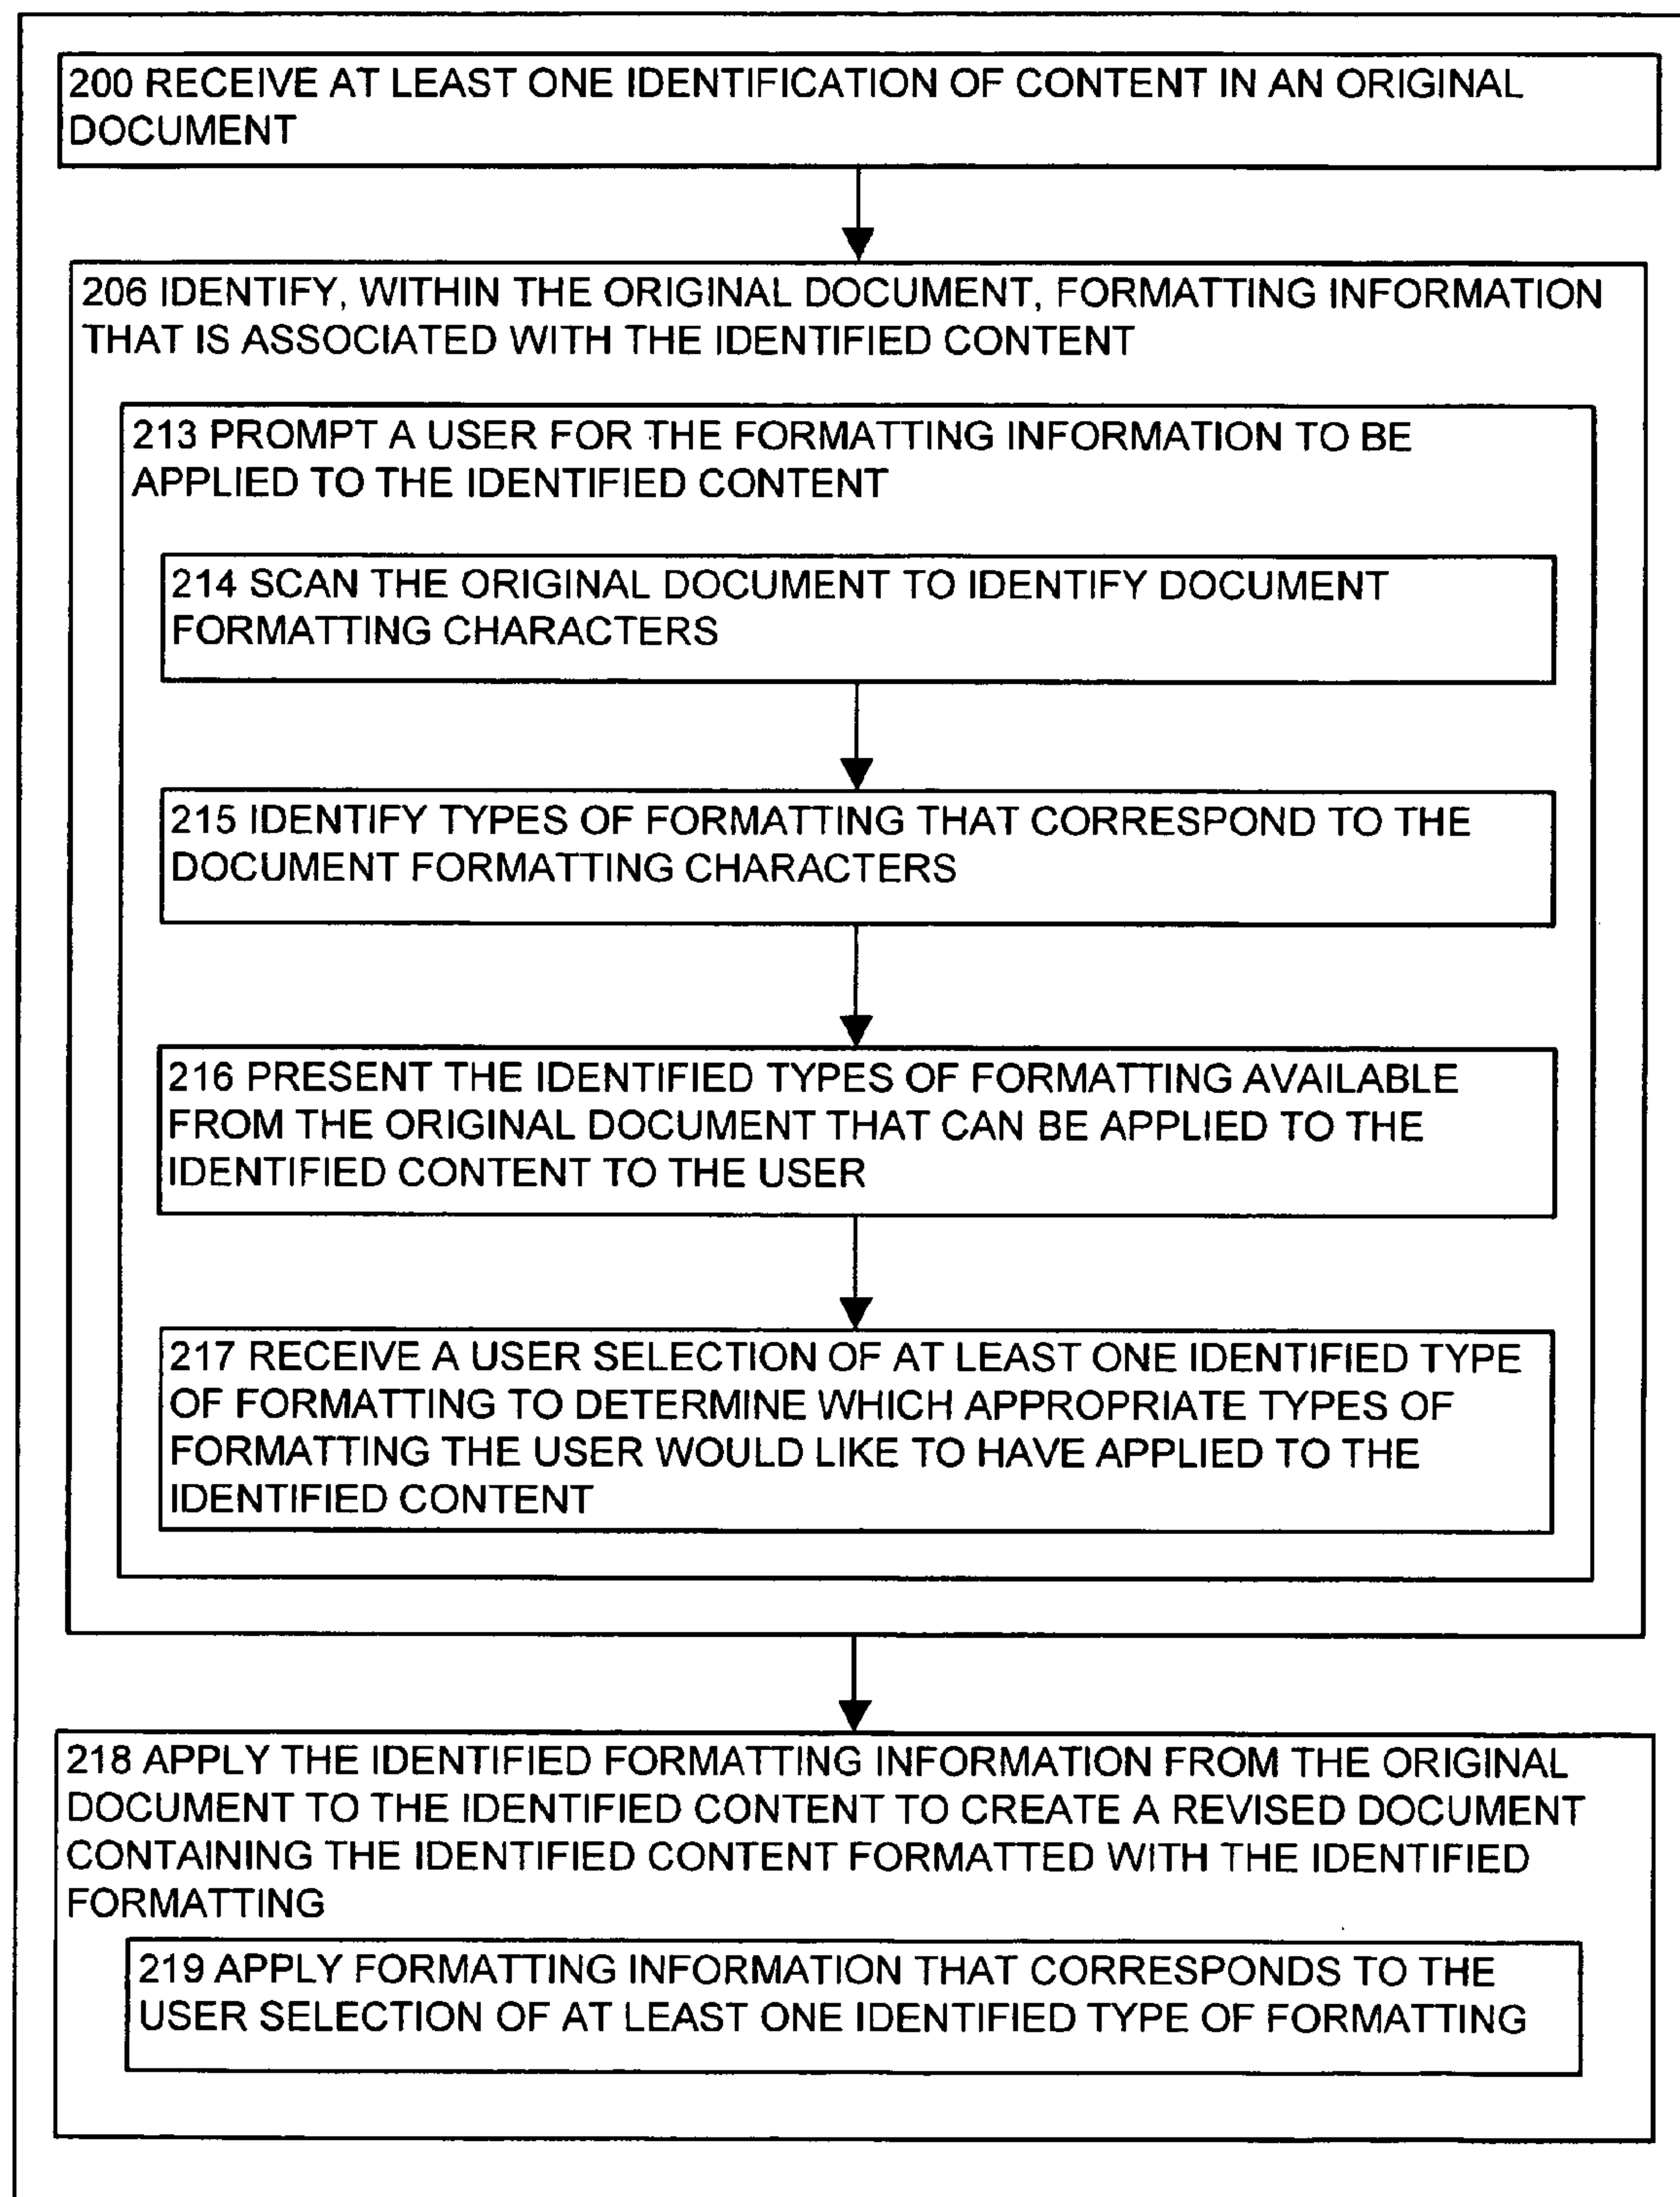 200 RECEIVE AT LEAST ONE IDENTIFICATION OF CONTENT IN AN ORIGINAL
DOCUMENT
206 IDENTIFY, WITHIN THE ORIGINAL DOCUMENT, FORMATTING INFORMATION
THAT IS ASSOCIATED WITH THE IDENTIFIED CONTENT
213 PROMPT A USER FOR THE FORMATTING INFORMATION TO BE
APPLIED TO THE IDENTIFIED CONTENT
214 SCAN THE ORIGINAL DOCUMENT TO IDENTIFY DOCUMENT
FORMATTING CHARACTERS
215 IDENTIFY TYPES OF FORMATTING THAT CORRESPOND TO THE
DOCUMENT FORMATTING CHARACTERS
216 PRESENT THE IDENTIFIED TYPES OF FORMATTING AVAILABLE
FROM THE ORIGINAL DOCUMENT THAT CAN BE APPLIED TO THE
IDENTIFIED CONTENT TO THE USER
217 RECEIVE A USER SELECTION OF AT LEAST ONE IDENTIFIED TYPE
OF FORMATTING TO DETERMINE WHICH APPROPRIATE TYPES OF
FORMATTING THE USER WOULD LIKE TO HAVE APPLIED TO THE
IDENTIFIED CONTENT
218 APPLY THE IDENTIFIED FORMATTING INFORMATION FROM THE ORIGINAL
DOCUMENT TO THE IDENTIFIED CONTENT TO CREATE A REVISED DOCUMENT
CONTAINING THE IDENTIFIED CONTENT FORMATTED WITH THE IDENTIFIED
FORMATTING
219 APPLY FORMATTING INFORMATION THAT CORRESPONDS TO THE
USER SELECTION OF AT LEAST ONE IDENTIFIED TYPE OF FORMATTING